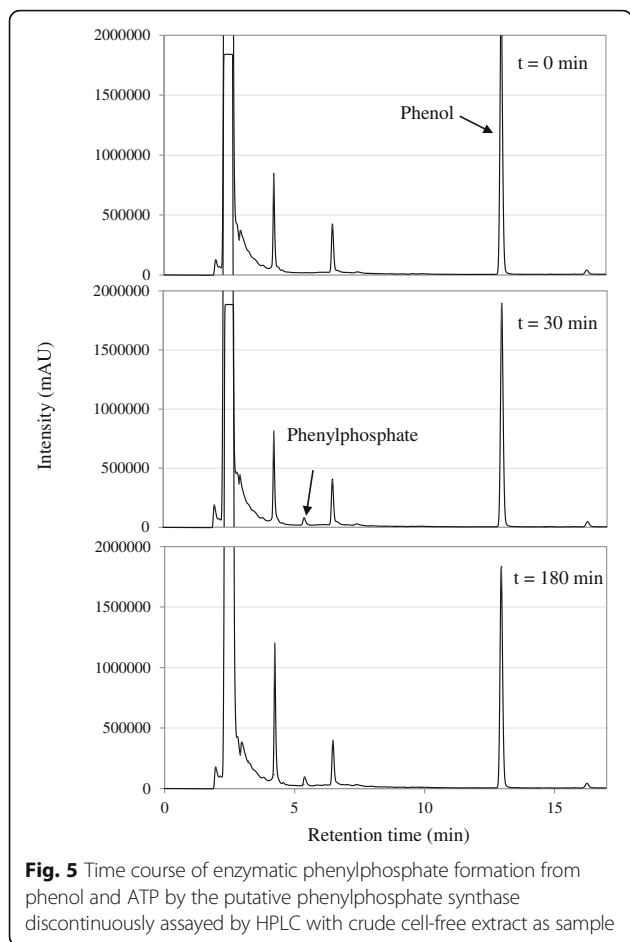 2000000
t = 0 min
1500000
Phenol
1000000
500000
0
2000000
t = 30 min
1500000
Intensity (mAU)
1000000
Phenylphosphate
500000
0
2000000
t = 180 min
1500000
1000000
500000
0
0 5 10 15
Retention time (min)
Fig. 5 Time course of enzymatic phenylphosphate formation from
phenol and ATP by the putative phenylphosphate synthase
discontinuously assayed by HPLC with crude cell-free extract as sample